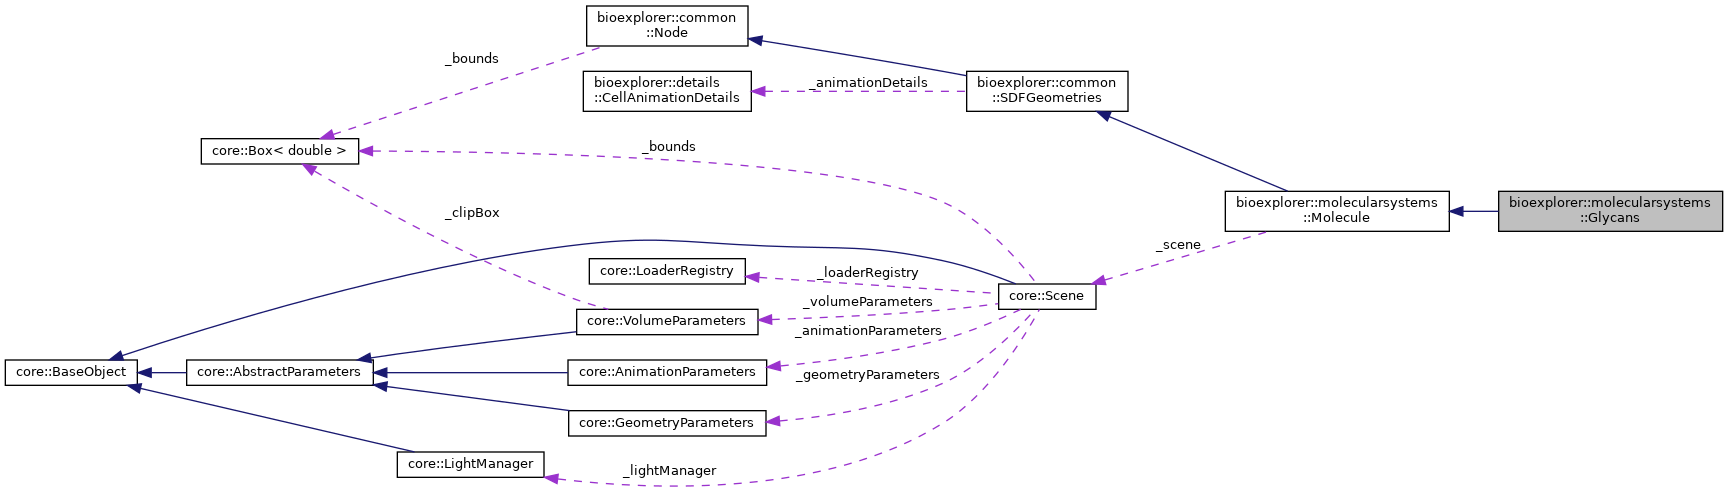 bioexplorer::common
::Node
_bounds
bioexplorer::details
::CellAnimationDetails
_animationDetails
bioexplorer::common
::SDFGeometries
core::Box< double >
_bounds
bioexplorer::molecularsystems
::Molecule
bioexplorer::molecularsystems
::Glycans
_clipBox
_scene
core::LoaderRegistry
_loaderRegistry
core::Scene
_volumeParameters
core::VolumeParameters
_animationParameters
core::BaseObject
core::AbstractParameters
core::AnimationParameters
_geometryParameters
core::GeometryParameters
core::LightManager
_lightManager